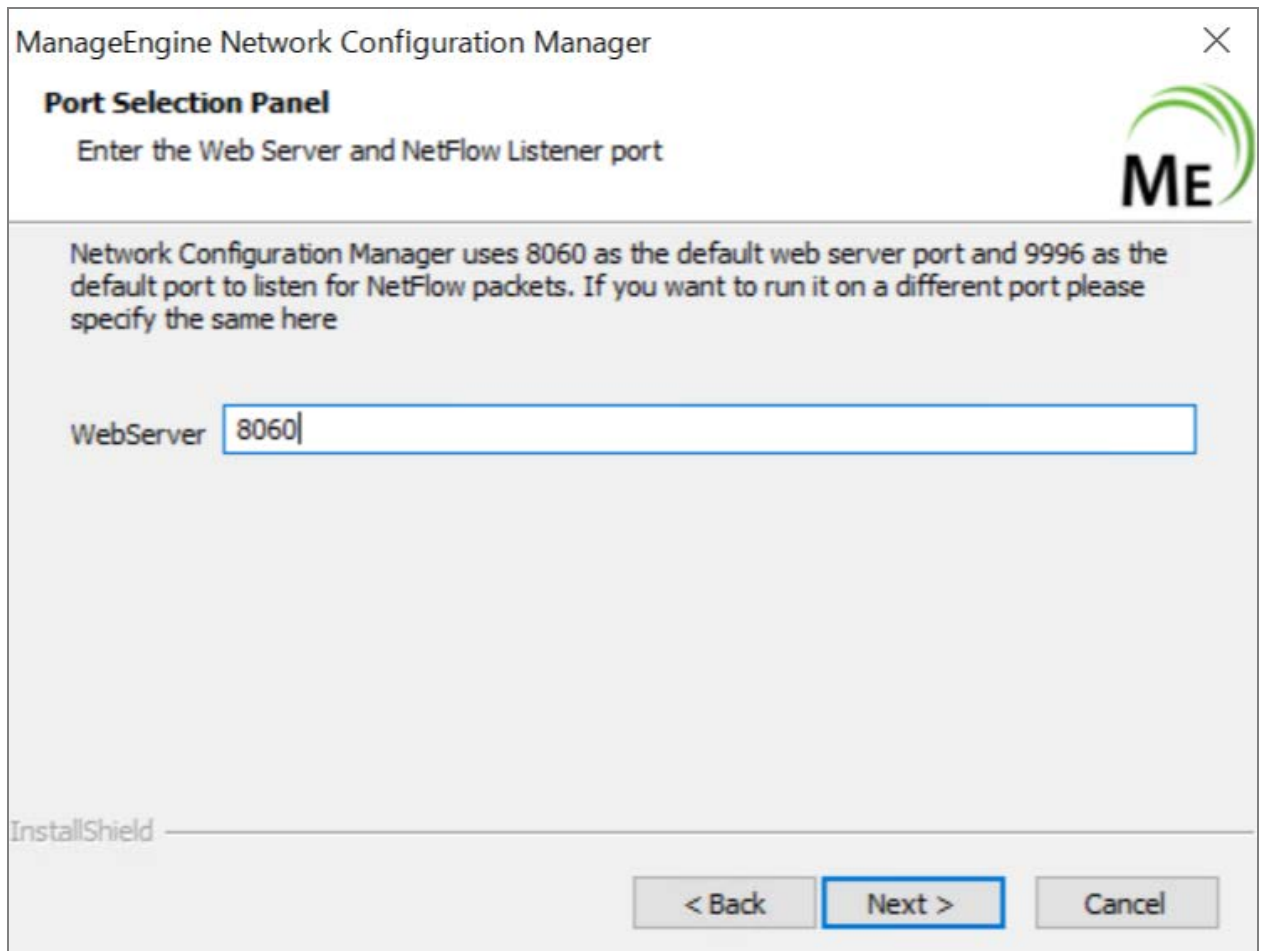 ManageEngine Network Configuration Manager
Port Selection Panel
Enter the Web Server and NetFlow Listener port
ME
Network Configuration Manager uses 8060 as the default web server port and 9996 as the
default port to listen for NetFlow packets. If you want to run it on a different port please
specify the same here
WebServer 8060
InstallShield
< Back Next > Cancel